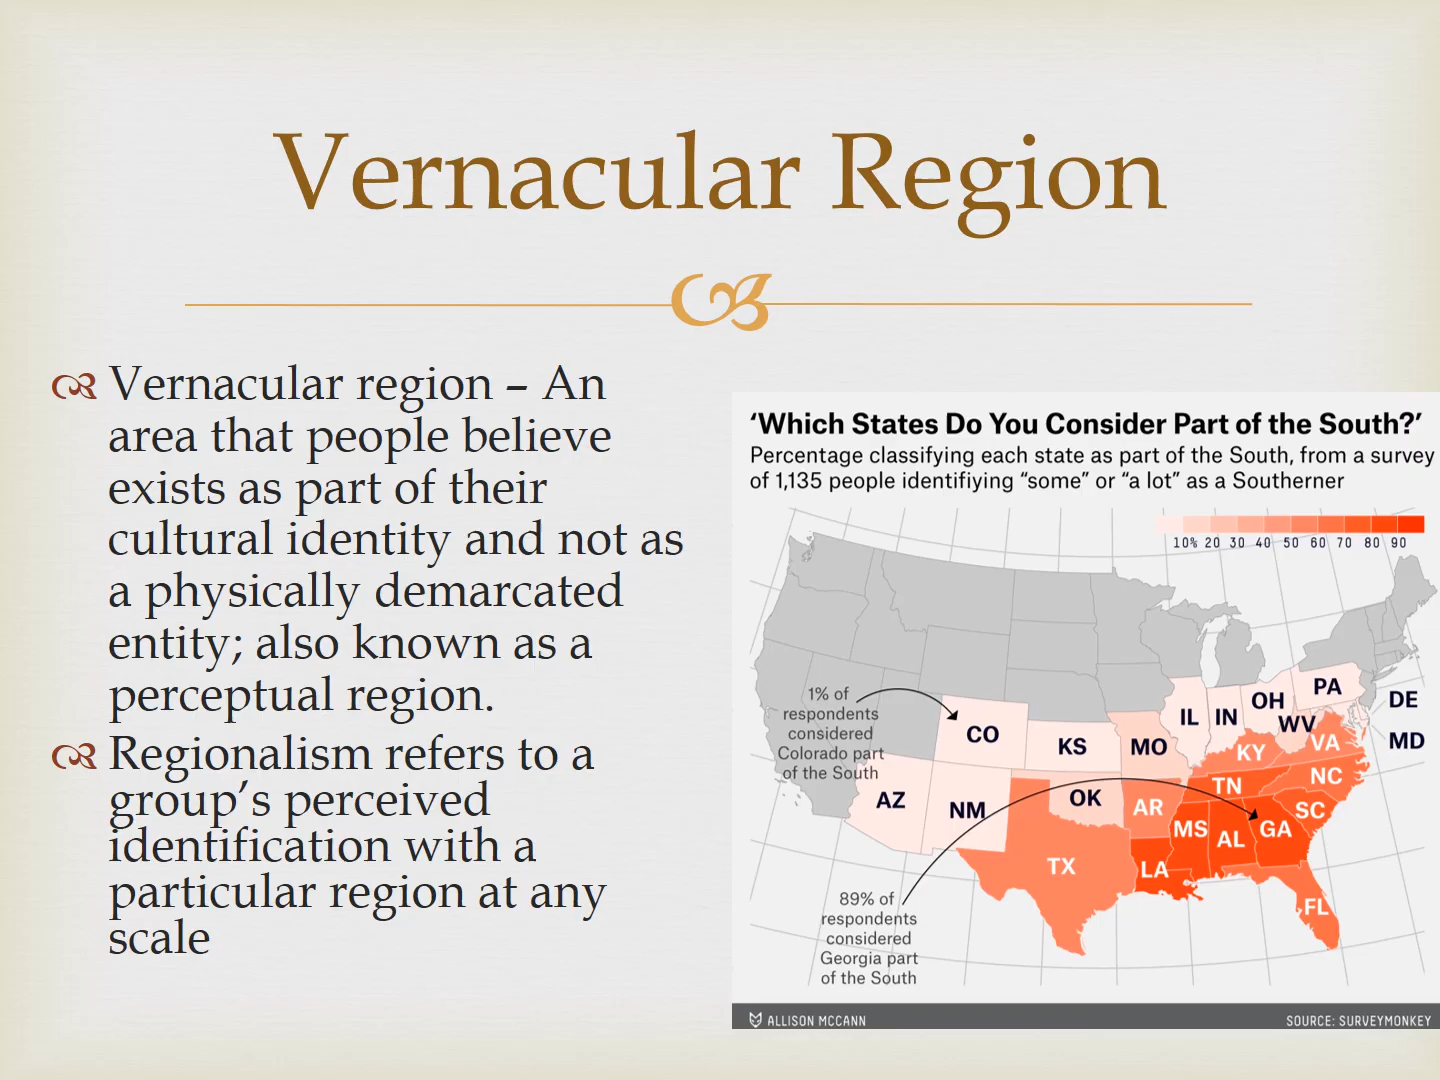 Vernacular Region
Vernacular region – An
area that people believe
exists as part of their
cultural identity and not as
a physically demarcated
entity; also known as a
perceptual region.
Regionalism refers to a
group’s perceived
identification with a
particular region at any
scale
‘Which States Do You Consider Part of the South?’
Percentage classifying each state as part of the South, from a survey
of 1,135 people identifiying “some” or “a lot” as a Southerner
10% 20 30 40 50 60 70 80 90
1% of
respondents
considered
Colorado part
of the South
CO
KS
MO
IL
IN
OH
PA
WV
VA
KY
DE
MD
AZ
NM
OK
AR
TN
NC
SC
MS
AL
GA
TX
LA
FL
89% of
respondents
considered
Georgia part
of the South
ALLISON MCCANN
SOURCE: SURVEYMONKEY